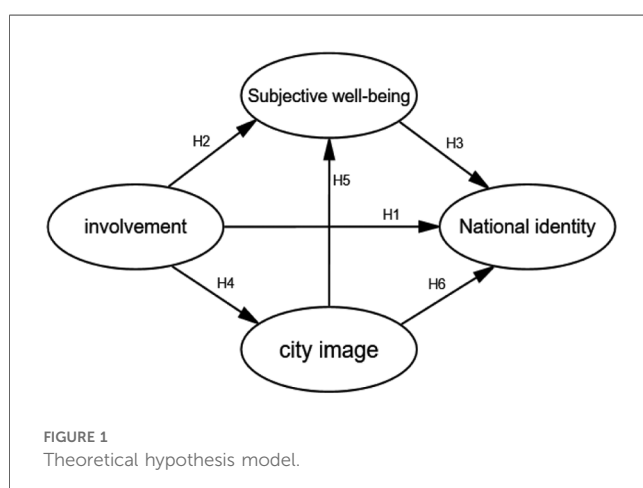 Subjective well-being
H2
H3
H5
involvement
H1
National identity
H4
H6
city image
FIGURE 1
Theoretical hypothesis model.